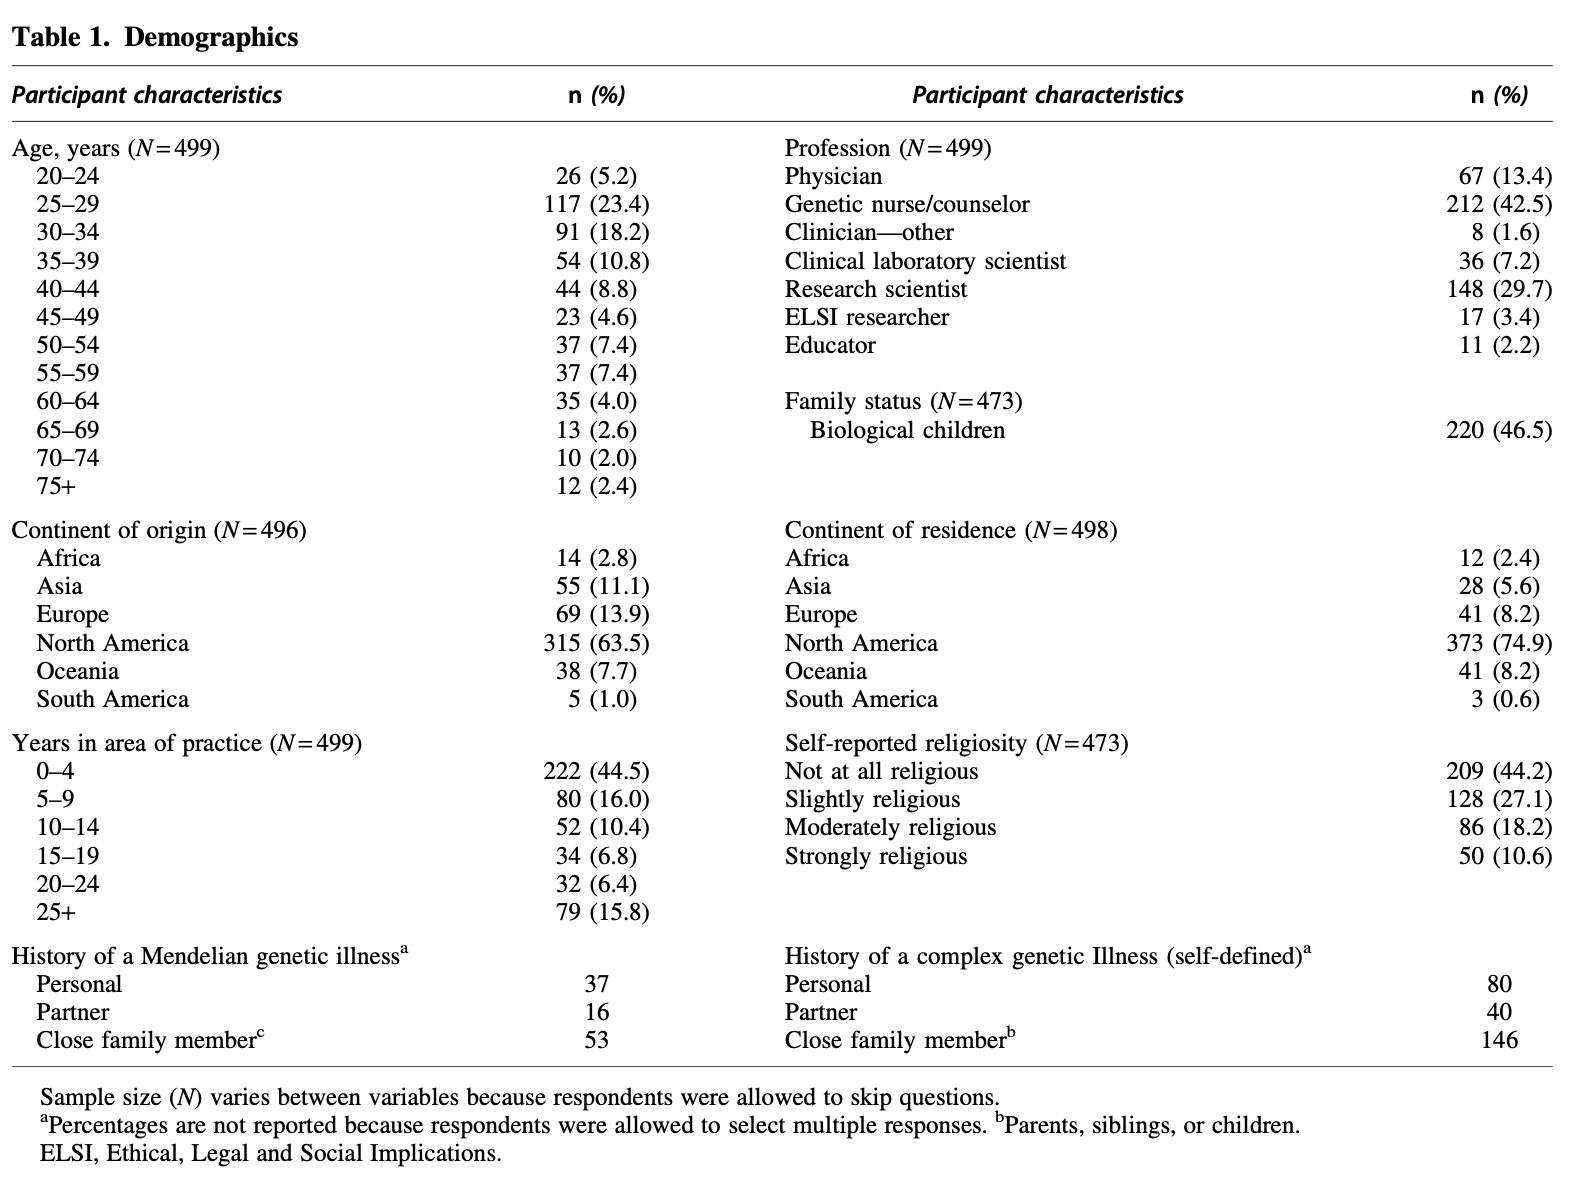 Table 1. Demographics
Participant characteristics n (%) Participant characteristics n (%)
Age, years (N=499) Profession (N=499)
20–24 26 (5.2) Physician 67 (13.4)
25–29 117 (23.4) Genetic nurse/counselor 212 (42.5)
30–34 91 (18.2) Clinician—other 8 (1.6)
35–39 54 (10.8) Clinical laboratory scientist 36 (7.2)
40–44 44 (8.8) Research scientist 148 (29.7)
45–49 23 (4.6) ELSI researcher 17 (3.4)
50–54 37 (7.4) Educator 11 (2.2)
55–59 37 (7.4)
60–64 35 (4.0) Family status (N=473)
65–69 13 (2.6) Biological children 220 (46.5)
70–74 10 (2.0)
75+ 12 (2.4)
Continent of origin (N=496) Continent of residence (N=498)
Africa 14 (2.8) Africa 12 (2.4)
Asia 55 (11.1) Asia 28 (5.6)
Europe 69 (13.9) Europe 41 (8.2)
North America 315 (63.5) North America 373 (74.9)
Oceania 38 (7.7) Oceania 41 (8.2)
South America 5 (1.0) South America 3 (0.6)
Years in area of practice (N=499) Self-reported religiosity (N=473)
0–4 222 (44.5) Not at all religious 209 (44.2)
5–9 80 (16.0) Slightly religious 128 (27.1)
10–14 52 (10.4) Moderately religious 86 (18.2)
15–19 34 (6.8) Strongly religious 50 (10.6)
20–24 32 (6.4)
25+ 79 (15.8)
History of a Mendelian genetic illnessᵃ History of a complex genetic Illness (self-defined)ᵃ
Personal 37 Personal 80
Partner 16 Partner 40
Close family memberᶜ 53 Close family memberᵇ 146
Sample size (N) varies between variables because respondents were allowed to skip questions.
ᵃPercentages are not reported because respondents were allowed to select multiple responses. ᵇParents, siblings, or children.
ELSI, Ethical, Legal and Social Implications.